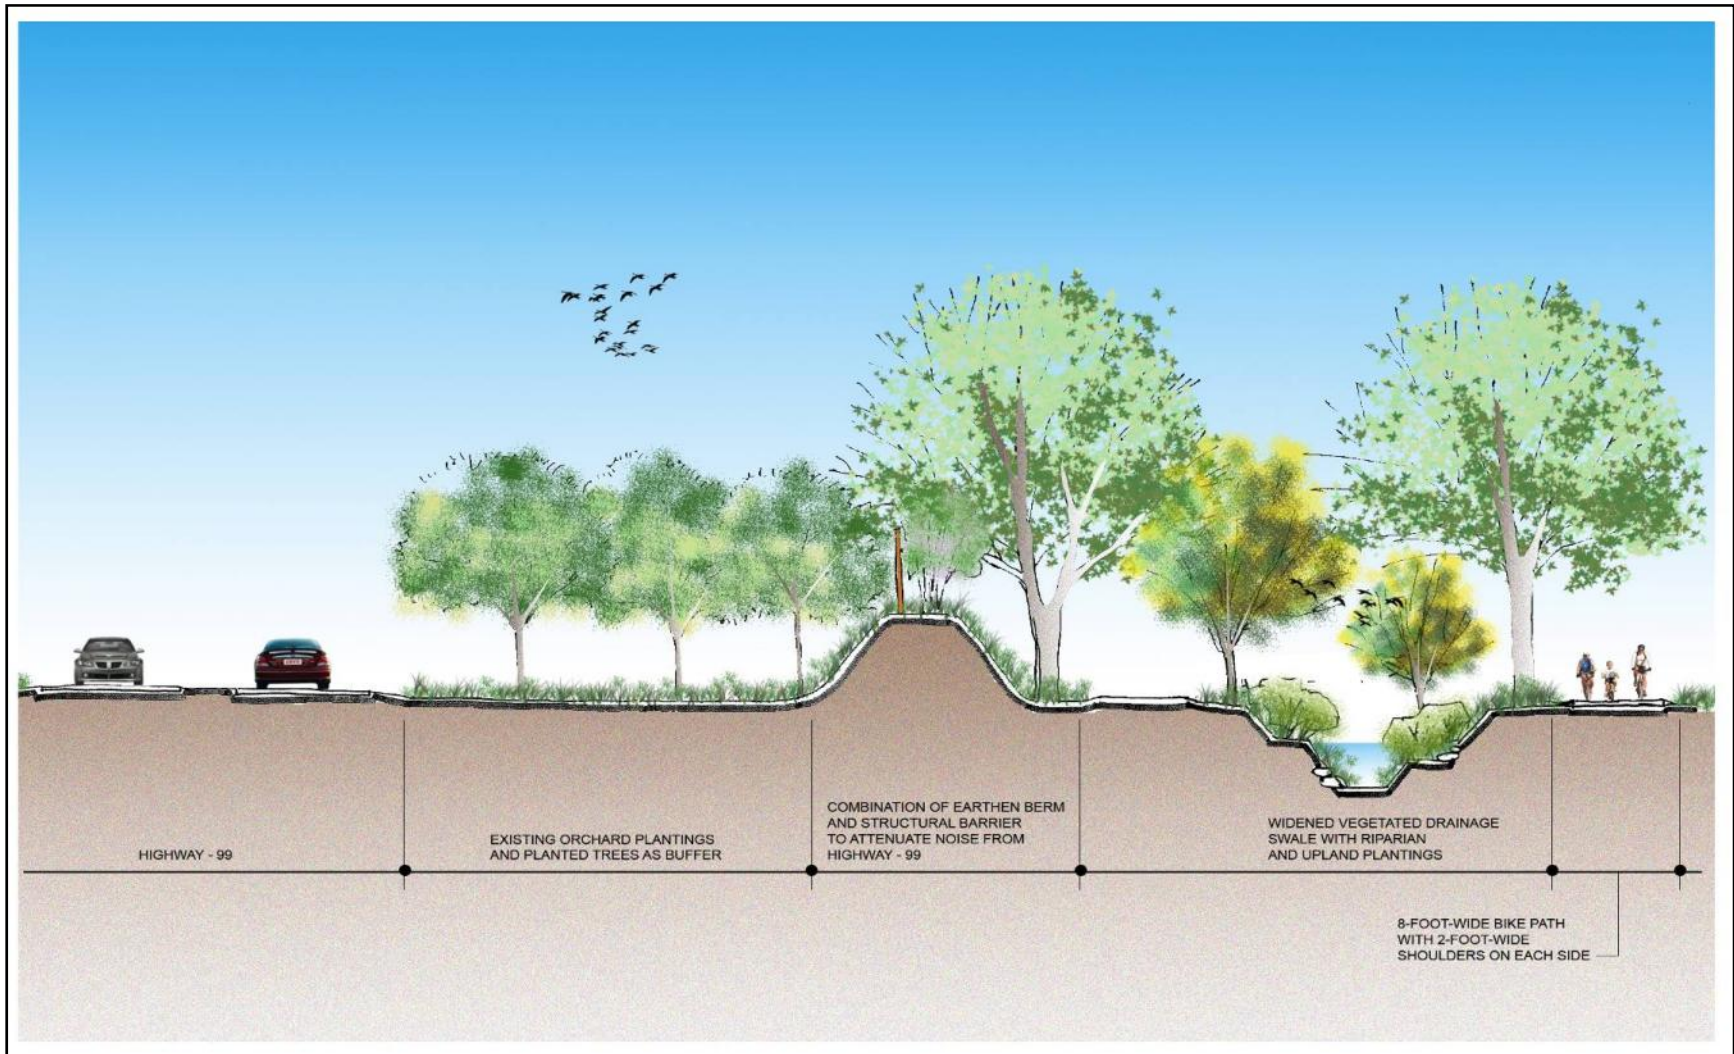 HIGHWAY - 99
EXISTING ORCHARD PLANTINGS
AND PLANTED TREES AS BUFFER
COMBINATION OF EARTHEN BERM
AND STRUCTURAL BARRIER
TO ATTENUATE NOISE FROM
HIGHWAY - 99
WIDENED VEGETATED DRAINAGE
SWALE WITH RIPARIAN
AND UPLAND PLANTINGS
8-FOOT-WIDE BIKE PATH
WITH 2-FOOT-WIDE
SHOULDERS ON EACH SIDE